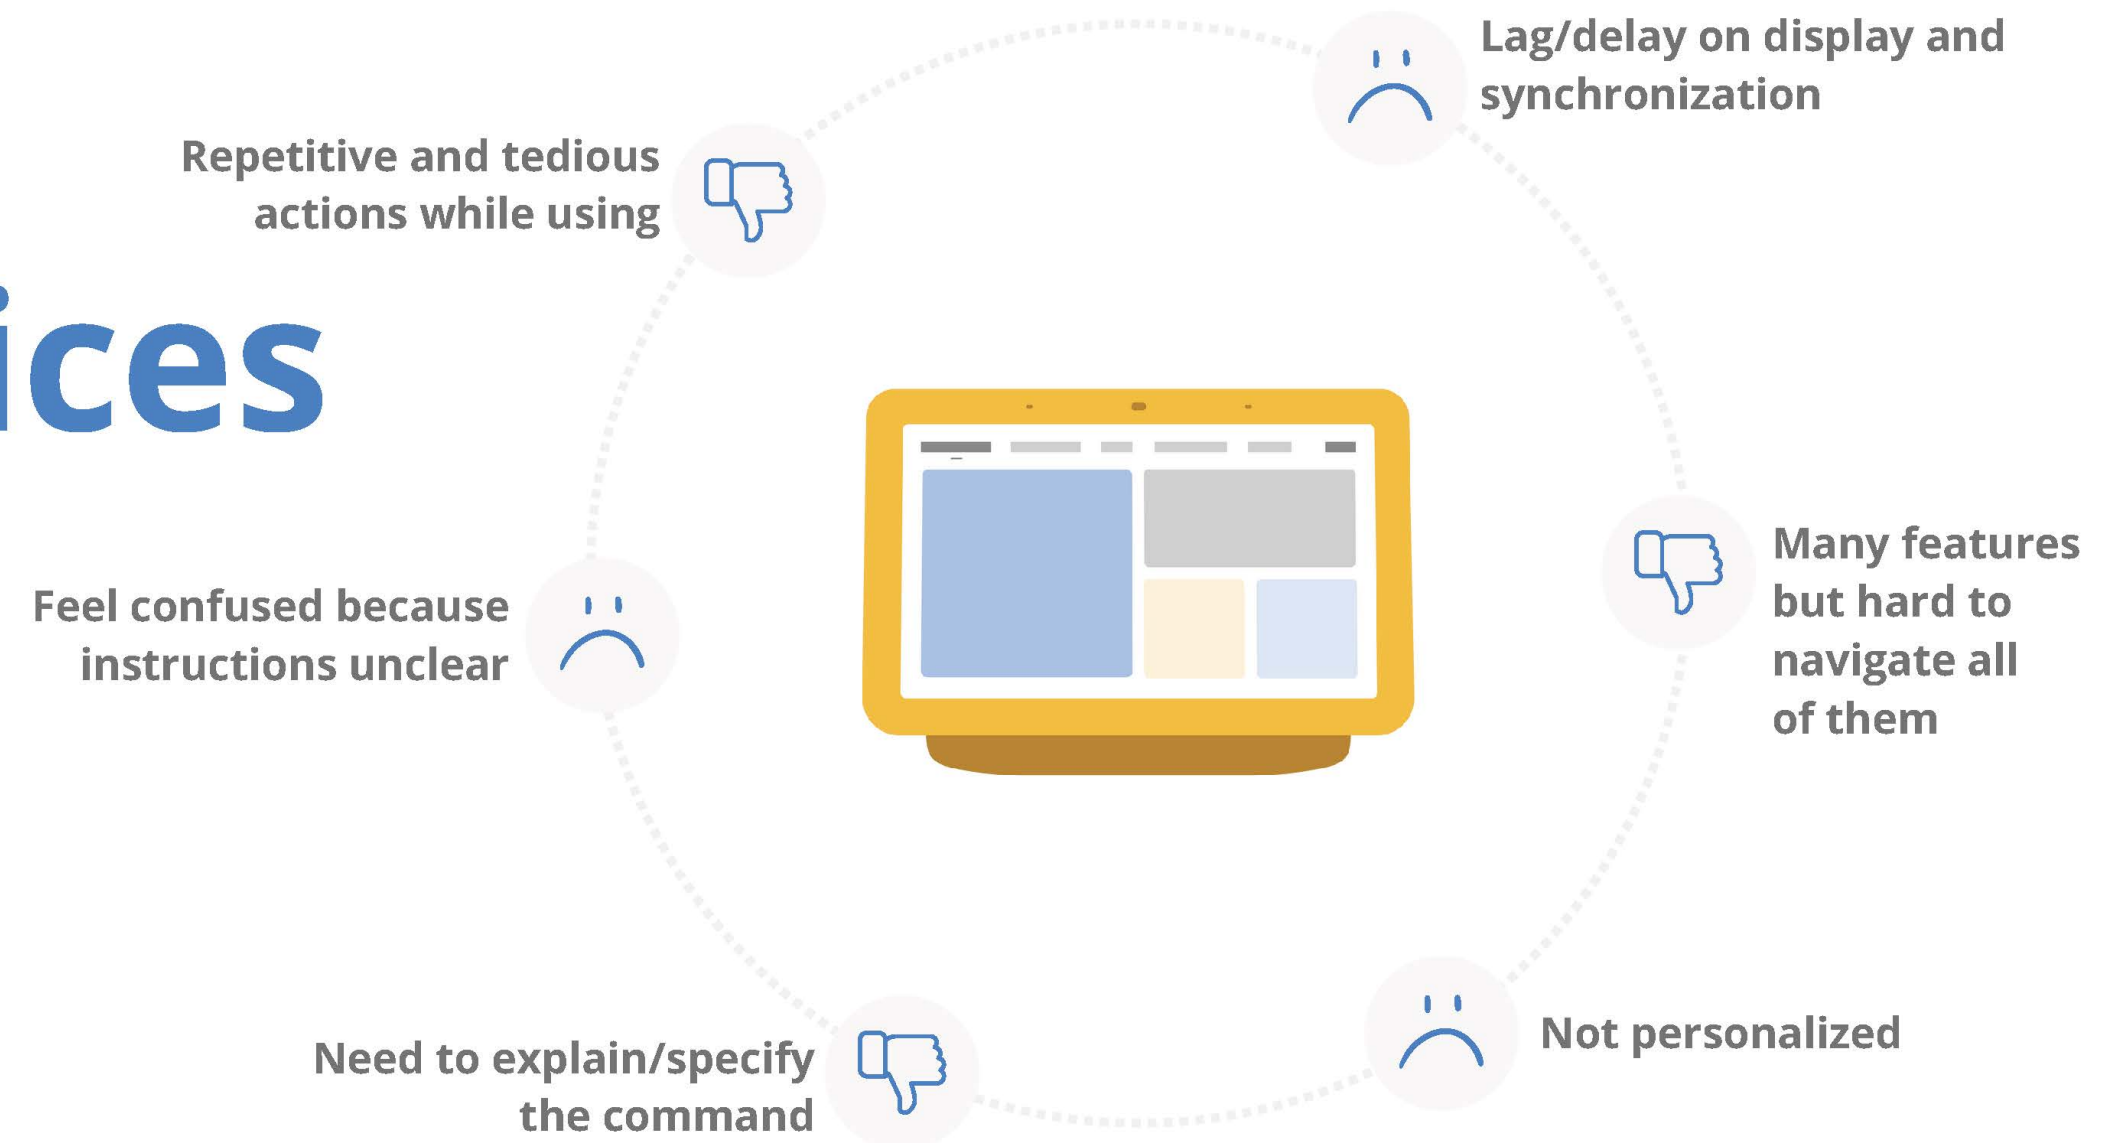 Lag/delay on display and
synchronization
Repetitive and tedious
actions while using
ices
Many features
but hard to
navigate all
of them
Feel confused because
instructions unclear
Not personalized
Need to explain/specify
the command